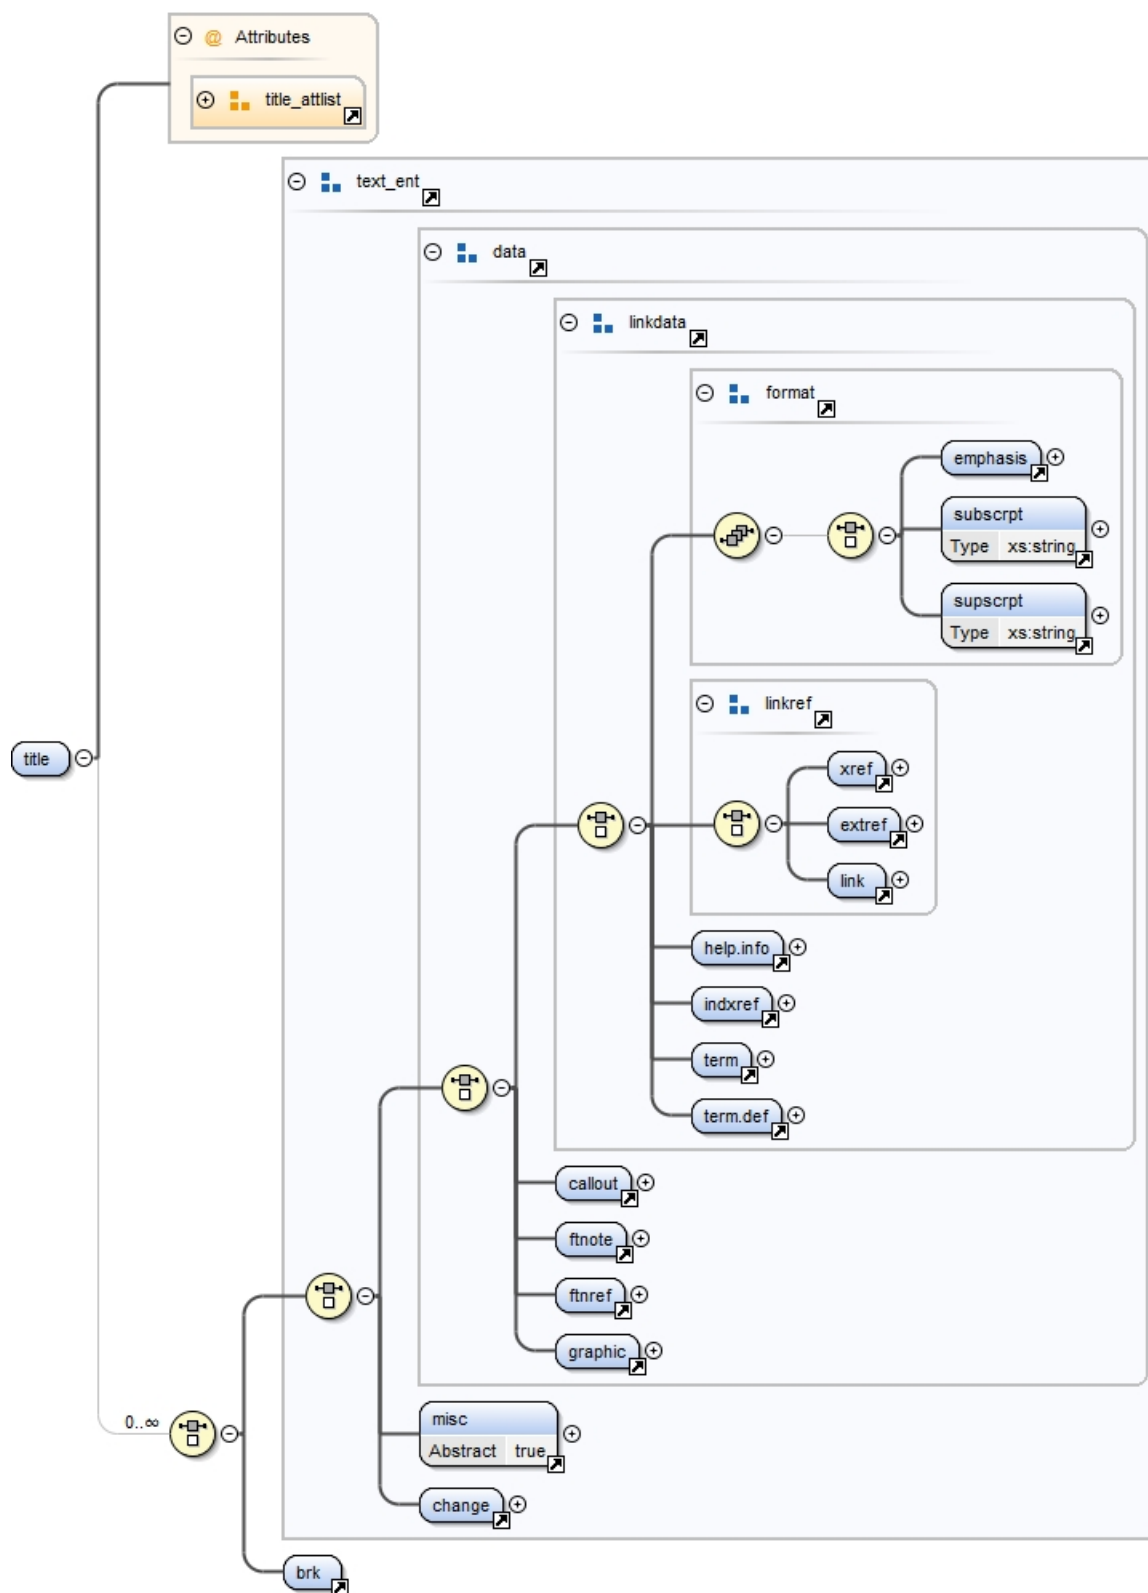 @ Attributes
title_attlist
text_ent
data
linkdata
format
emphasis
subscrpt
Type xs:string
supscrpt
Type xs:string
linkref
title
xref
extref
link
help.info
indxref
term
term.def
callout
ftnote
ftnref
graphic
0..∞
misc
Abstract true
change
brk